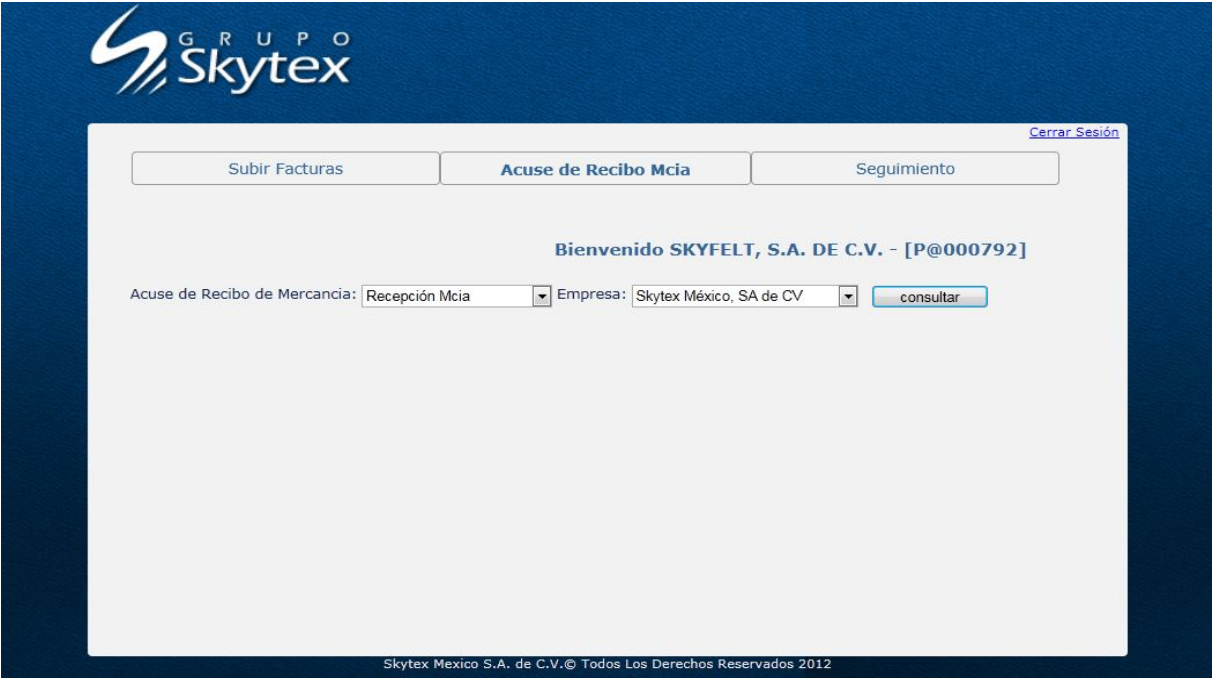 GRUPO
Skytex
Cerrar Sesión
Subir Facturas Acuse de Recibo Mcia Seguimiento
Bienvenido SKYFELT, S.A. DE C.V. - [P@000792]
Acuse de Recibo de Mercancia: Recepción Mcia Empresa: Skytex México, SA de CV consultar
Skytex Mexico S.A. de C.V.© Todos Los Derechos Reservados 2012